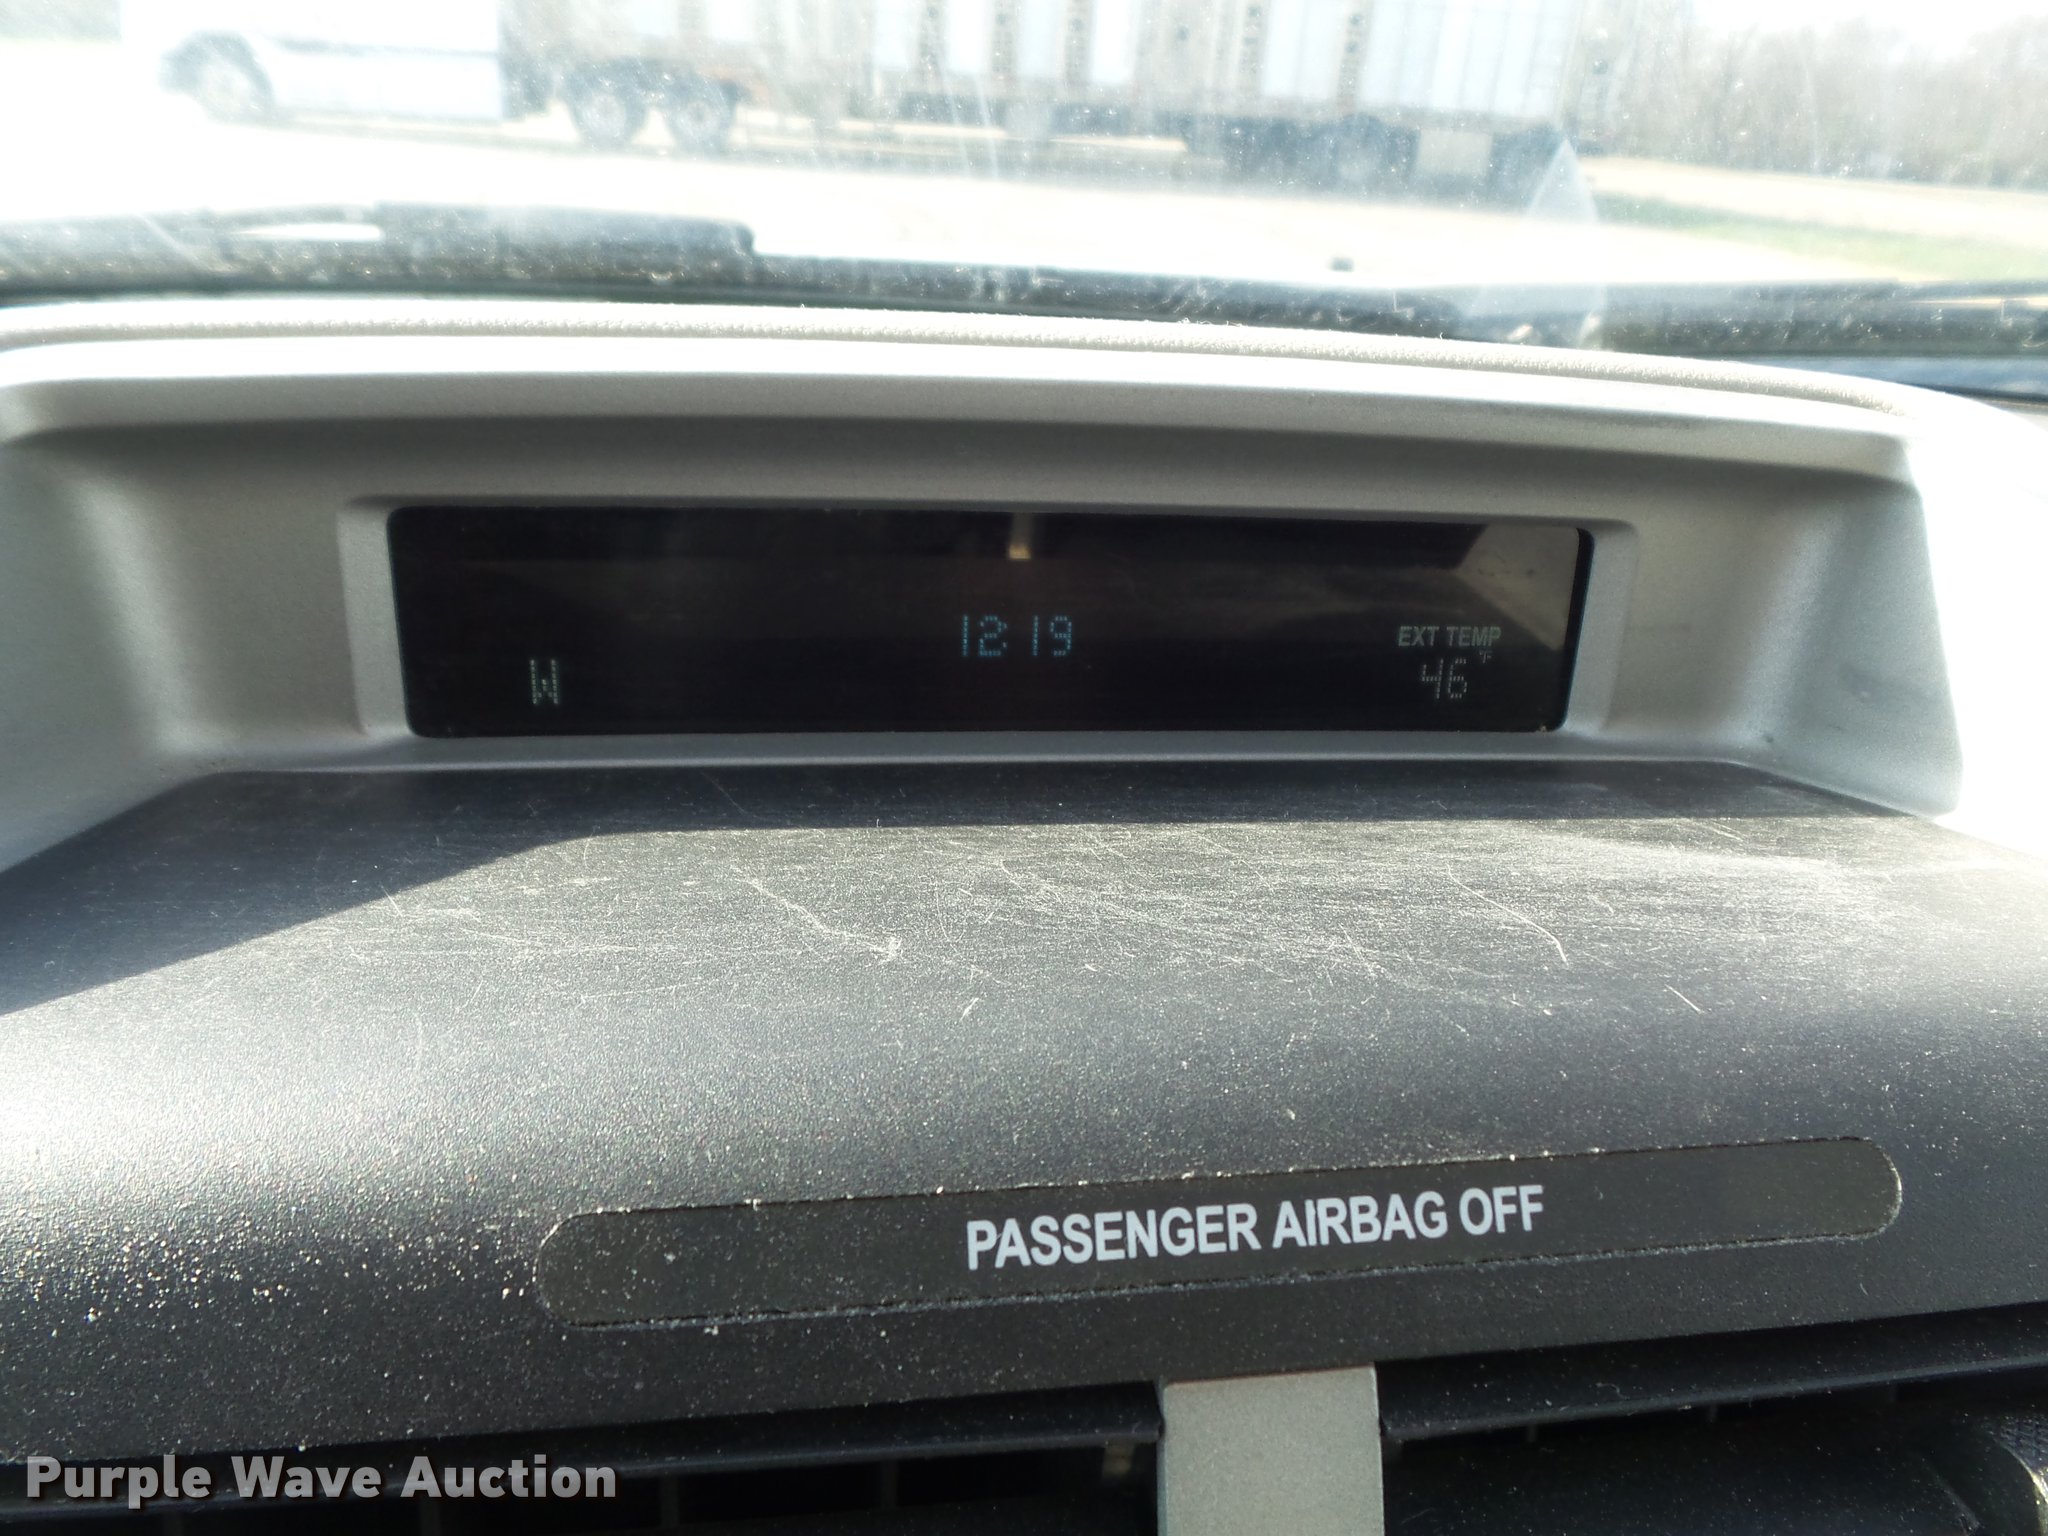 12:19
EXT TEMP
W
46°F
PASSENGER AIRBAG OFF
Purple Wave Auction